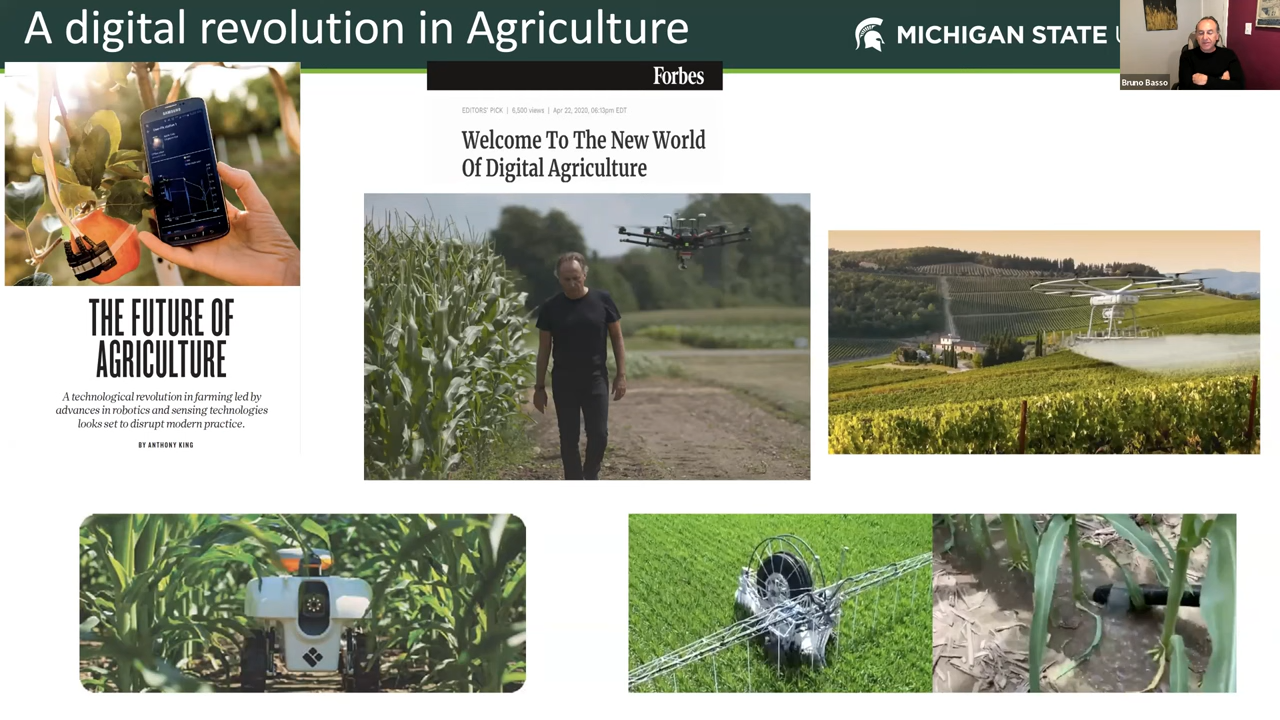 A digital revolution in Agriculture
MICHIGAN STATE U
Bruno Basso
Forbes
EDITORS' PICK | 6,500 views | Apr 22, 2020, 06:13pm EDT
Welcome To The New World
Of Digital Agriculture
SAMSUNG
THE FUTURE OF
AGRICULTURE
A technological revolution in farming led by
advances in robotics and sensing technologies
looks set to disrupt modern practice.
BY ANTHONY KING